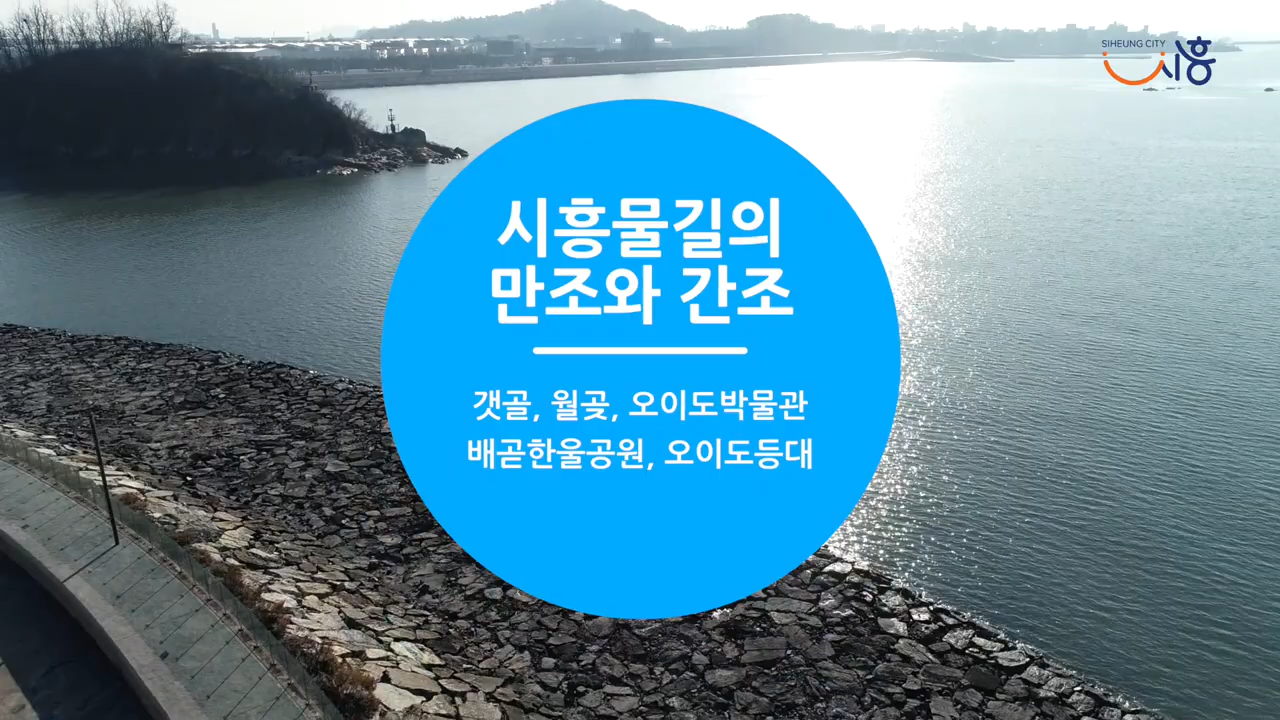 SIHEUNG CITY
시흥
시흥물길의
만조와 간조
갯골, 월곶, 오이도박물관
배곧한울공원, 오이도등대